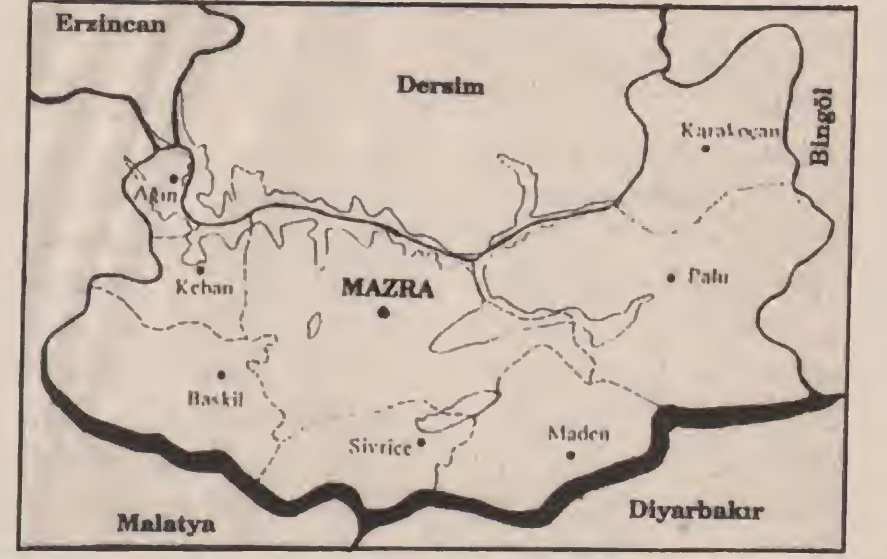 Erzincan
Dersim
Karakoçan
Bingöl
Ağın
Keban
MAZRA
Palu
Baskil
Sivrice
Maden
Malatya
Diyarbakır